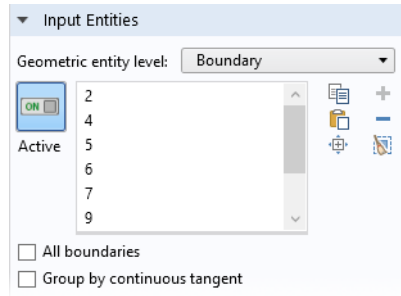 Input Entities
Geometric entity level: Boundary
ON
2
4
5
6
7
9
Active
All boundaries
Group by continuous tangent